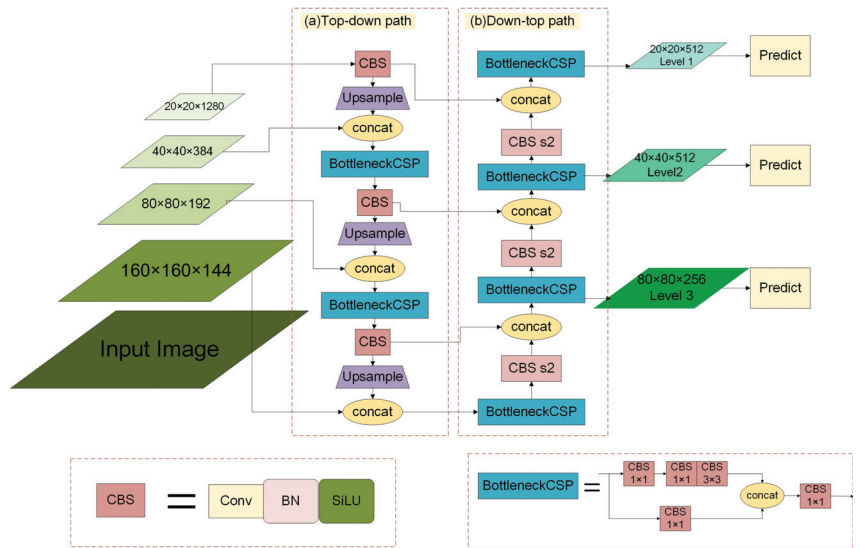 (a)Top-down path
(b)Down-top path
CBS
Upsample
concat
BottleneckCSP
CBS
Upsample
concat
BottleneckCSP
CBS
Upsample
concat
20×20×1280
40×40×384
80×80×192
160×160×144
Input Image
BottleneckCSP
concat
CBS s2
BottleneckCSP
concat
CBS s2
BottleneckCSP
concat
CBS s2
BottleneckCSP
20×20×512
Level 1
Predict
40×40×512
Level2
Predict
80×80×256
Level 3
Predict
CBS
=
Conv
BN
SiLU
BottleneckCSP
=
CBS
1×1
CBS
1×1
CBS
3×3
CBS
1×1
concat
CBS
1×1